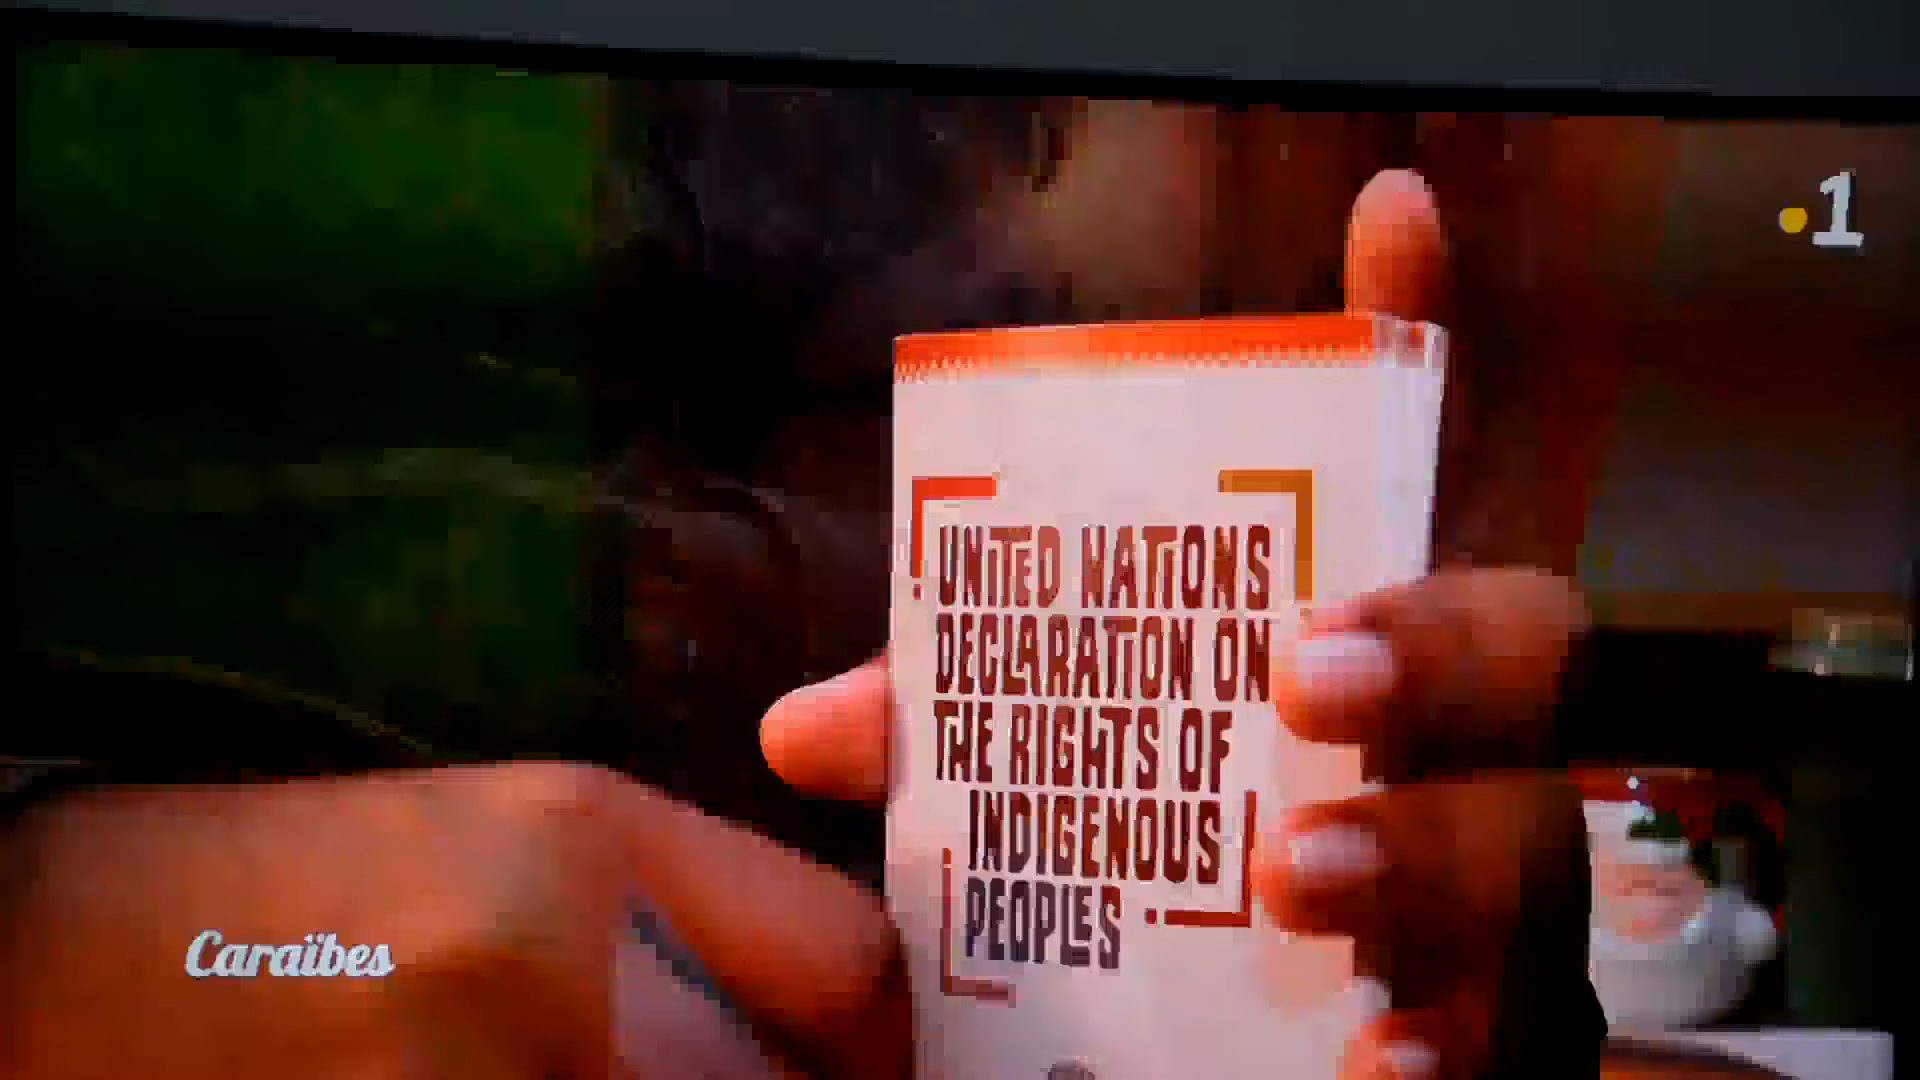 1
UNITED NATIONS
DECLARATION ON
THE RIGHTS OF
INDIGENOUS
PEOPLES
Caraïbes